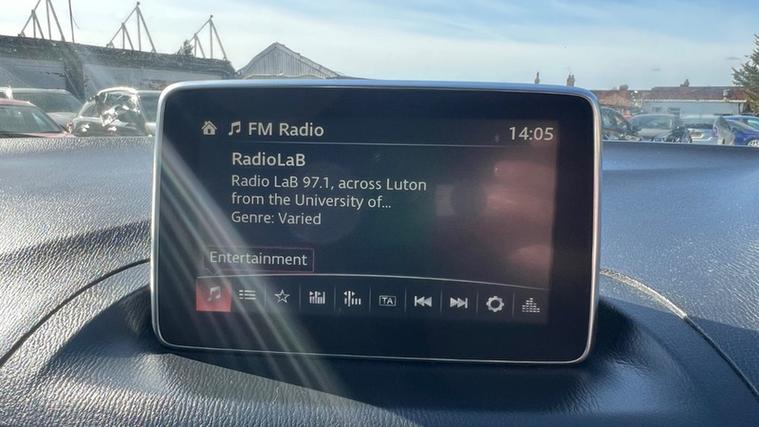 FM Radio 14:05
RadioLaB
Radio LaB 97.1, across Luton
from the University of...
Genre: Varied
Entertainment
TA